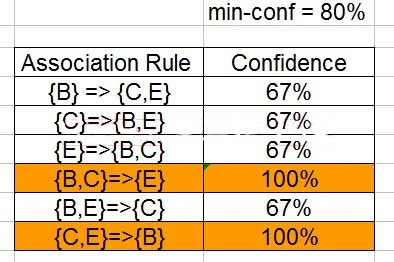 min-conf = 80%
Association Rule Confidence
{B} => {C,E} 67%
{C}=>{B,E} 67%
{E}=>{B,C} 67%
{B,C}=>{E} 100%
{B,E}=>{C} 67%
{C,E}=>{B} 100%